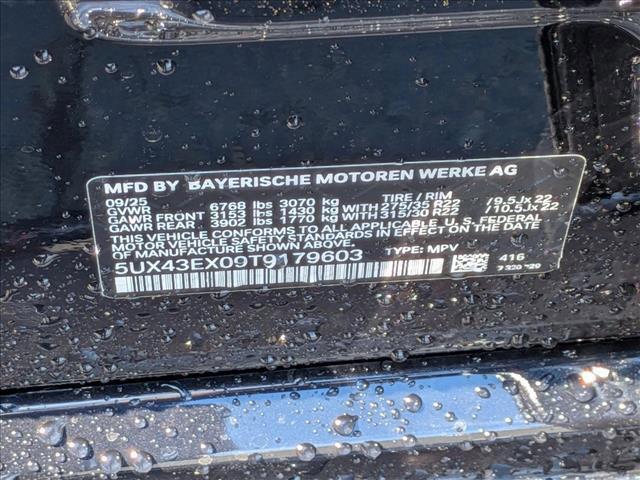 MFD BY BAYERISCHE MOTOREN WERKE AG
09/25 TIRE / RIM
GVWR 6768 lbs 3070 kg
GAWR FRONT 3153 lbs 1430 kg WITH 275/35 R22 /9.5Jx22
GAWR REAR 3902 lbs 1770 kg WITH 315/30 R22 /10.5Jx22
THIS VEHICLE CONFORMS TO ALL APPLICABLE U.S. FEDERAL
MOTOR VEHICLE SAFETY STANDARDS IN EFFECT ON THE DATE
OF MANUFACTURE SHOWN ABOVE.
5UX43EX09T9179603 TYPE: MPV 416